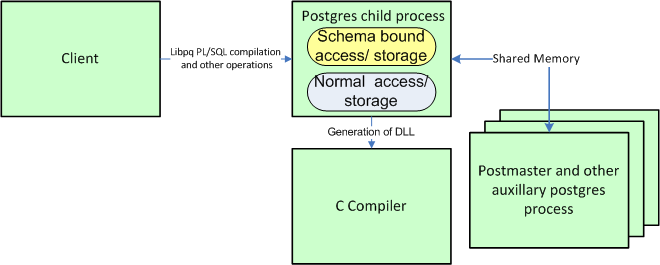 Client
Libpq PL/SQL compilation
and other operations
Postgres child process
Schema bound
access/ storage
Normal access/
storage
Shared Memory
Generation of DLL
C Compiler
Postmaster and other
auxillary postgres
process